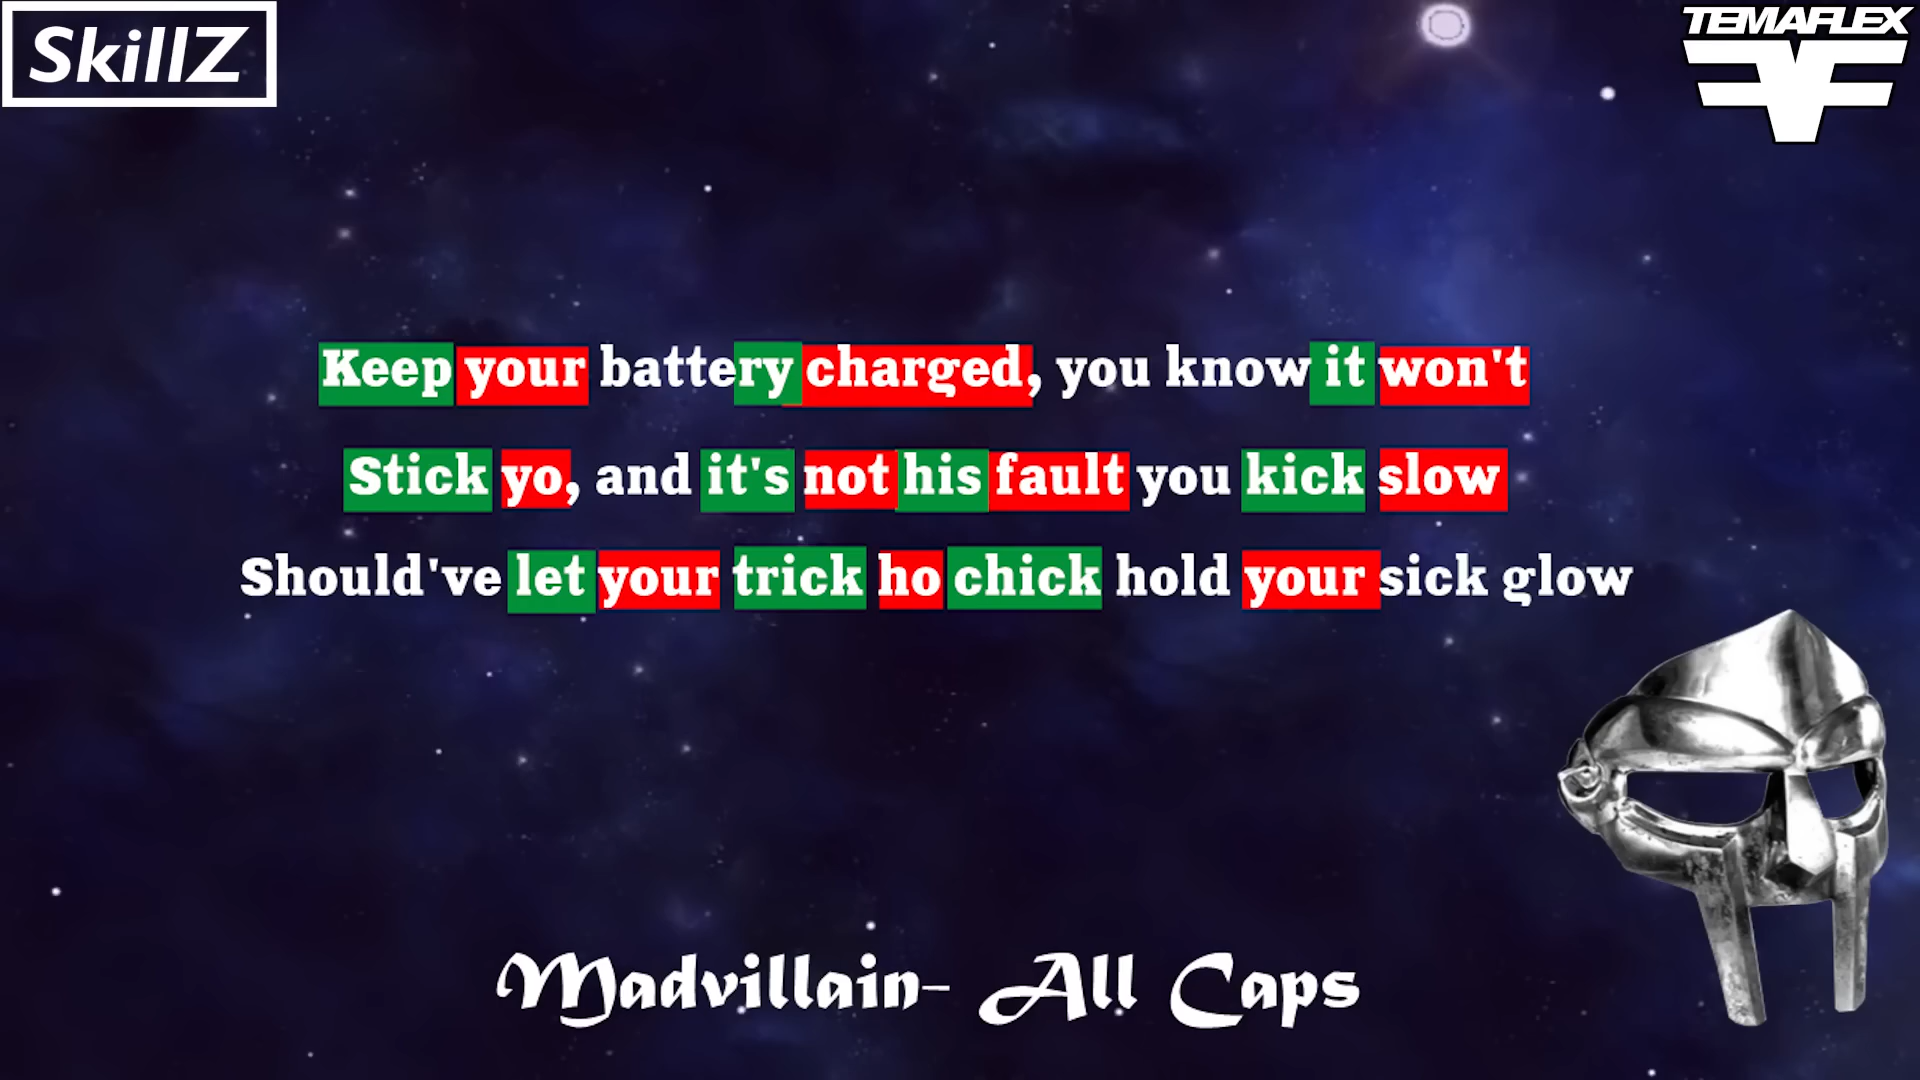 SkillZ
TEMAFLEX
Keep your battery charged, you know it won't
Stick yo, and it's not his fault you kick slow
Should've let your trick ho chick hold your sick glow
Madvillain- All Caps